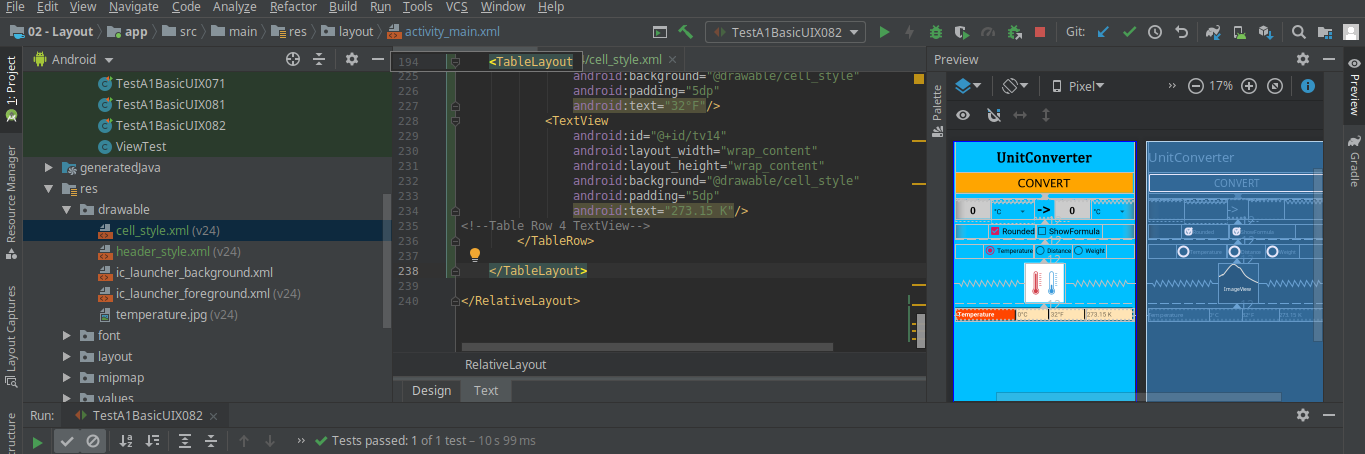 File Edit View Navigate Code Analyze Refactor Build Run Tools VCS Window Help
02 - Layout app src main res layout activity_main.xml TestA1BasicUIX082 Git:
1: Project
Resource Manager
Layout Captures
Android
TestA1BasicUIX071
TestA1BasicUIX081
TestA1BasicUIX082
ViewTest
generatedJava
res
drawable
cell_style.xml (v24)
header_style.xml (v24)
ic_launcher_background.xml
ic_launcher_foreground.xml (v24)
temperature.jpg (v24)
font
layout
mipmap
values
194 <TableLayout /cell_style.xml
225 android:background="@drawable/cell_style"
226 android:padding="5dp"
227 android:text="32°F"/>
228 <TextView
229 android:id="@+id/tv14"
230 android:layout_width="wrap_content"
231 android:layout_height="wrap_content"
232 android:background="@drawable/cell_style"
233 android:padding="5dp"
234 android:text="273.15 K"/>
235 <!--Table Row 4 TextView-->
236 </TableRow>
237
238 </TableLayout>
239
240 </RelativeLayout>
RelativeLayout
Design Text
Preview
Palette
Pixel 17%
UnitConverter
CONVERT
0 °C -> 0 °C
Rounded ShowFormula
Temperature Distance Weight
Temperature 0°C 32°F 273.15 K
UnitConverter
CONVERT
ImageView
Preview
Gradle
Run: TestA1BasicUIX082
Tests passed: 1 of 1 test – 10 s 99 ms